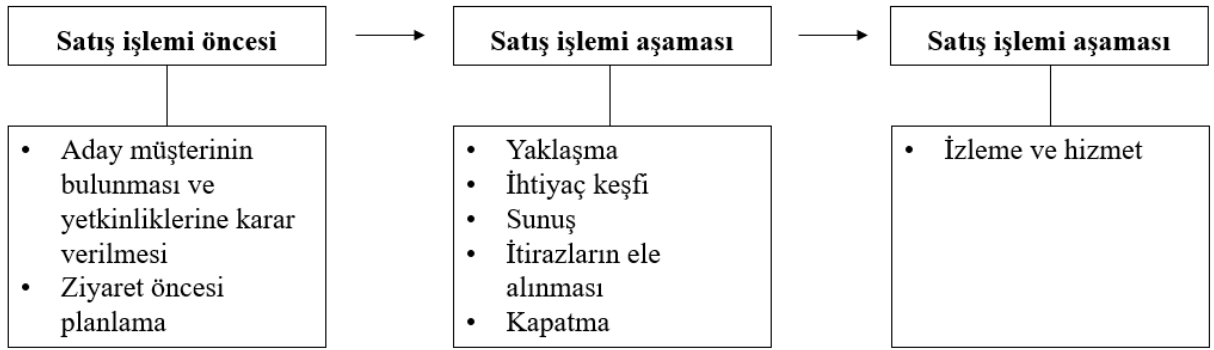 Satış işlemi öncesi
Satış işlemi aşaması
Satış işlemi aşaması
• Aday müşterinin
bulunması ve
yetkinliklerine karar
verilmesi
• Ziyaret öncesi
planlama
• Yaklaşma
• İhtiyaç keşfi
• Sunuş
• İtirazların ele
alınması
• Kapatma
• İzleme ve hizmet